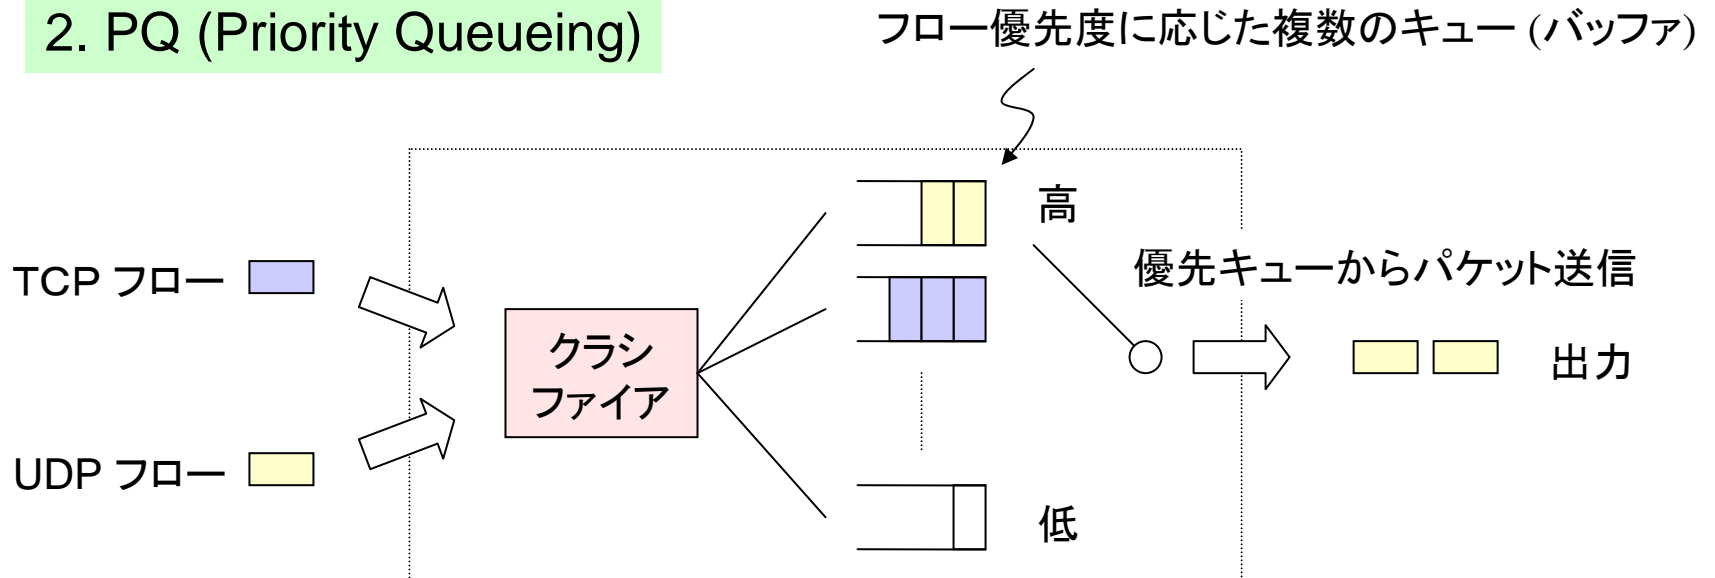 2. PQ (Priority Queueing)
フロー優先度に応じた複数のキュー (バッファ)
高
優先キューからパケット送信
TCP フロー
クラシ
ファイア
出力
UDP フロー
低